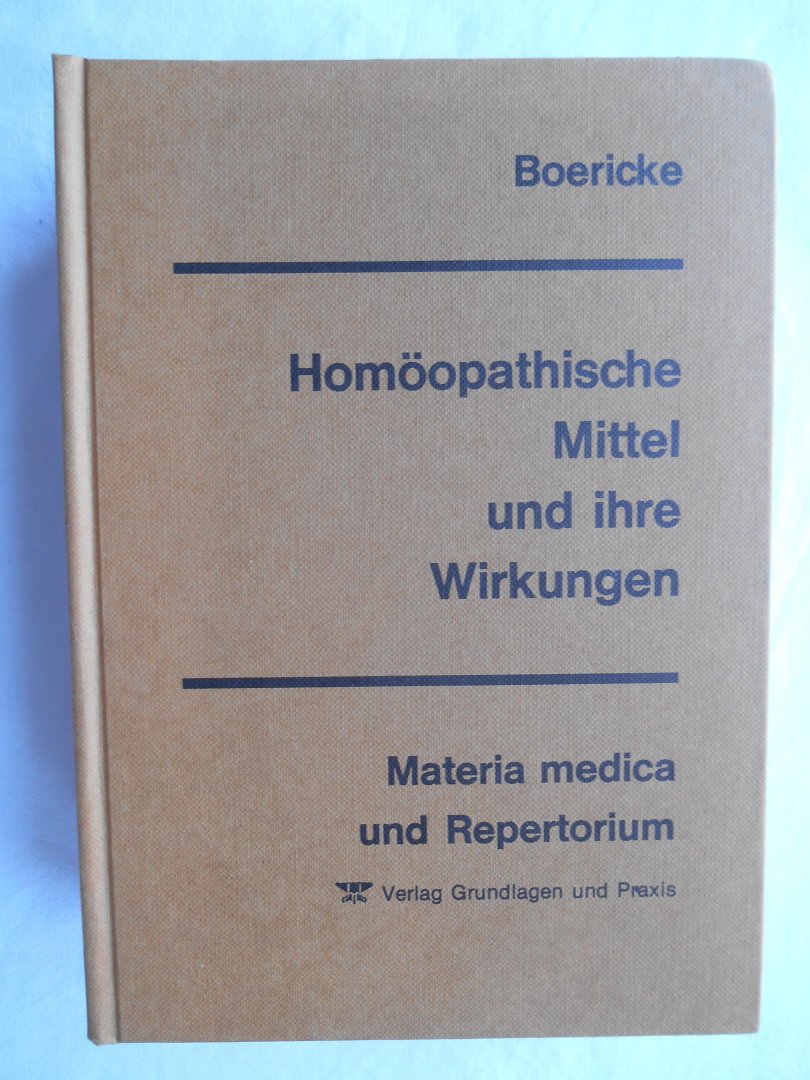 Boericke
Homöopathische
Mittel
und ihre
Wirkungen
Materia medica
und Repertorium
Verlag Grundlagen und Praxis